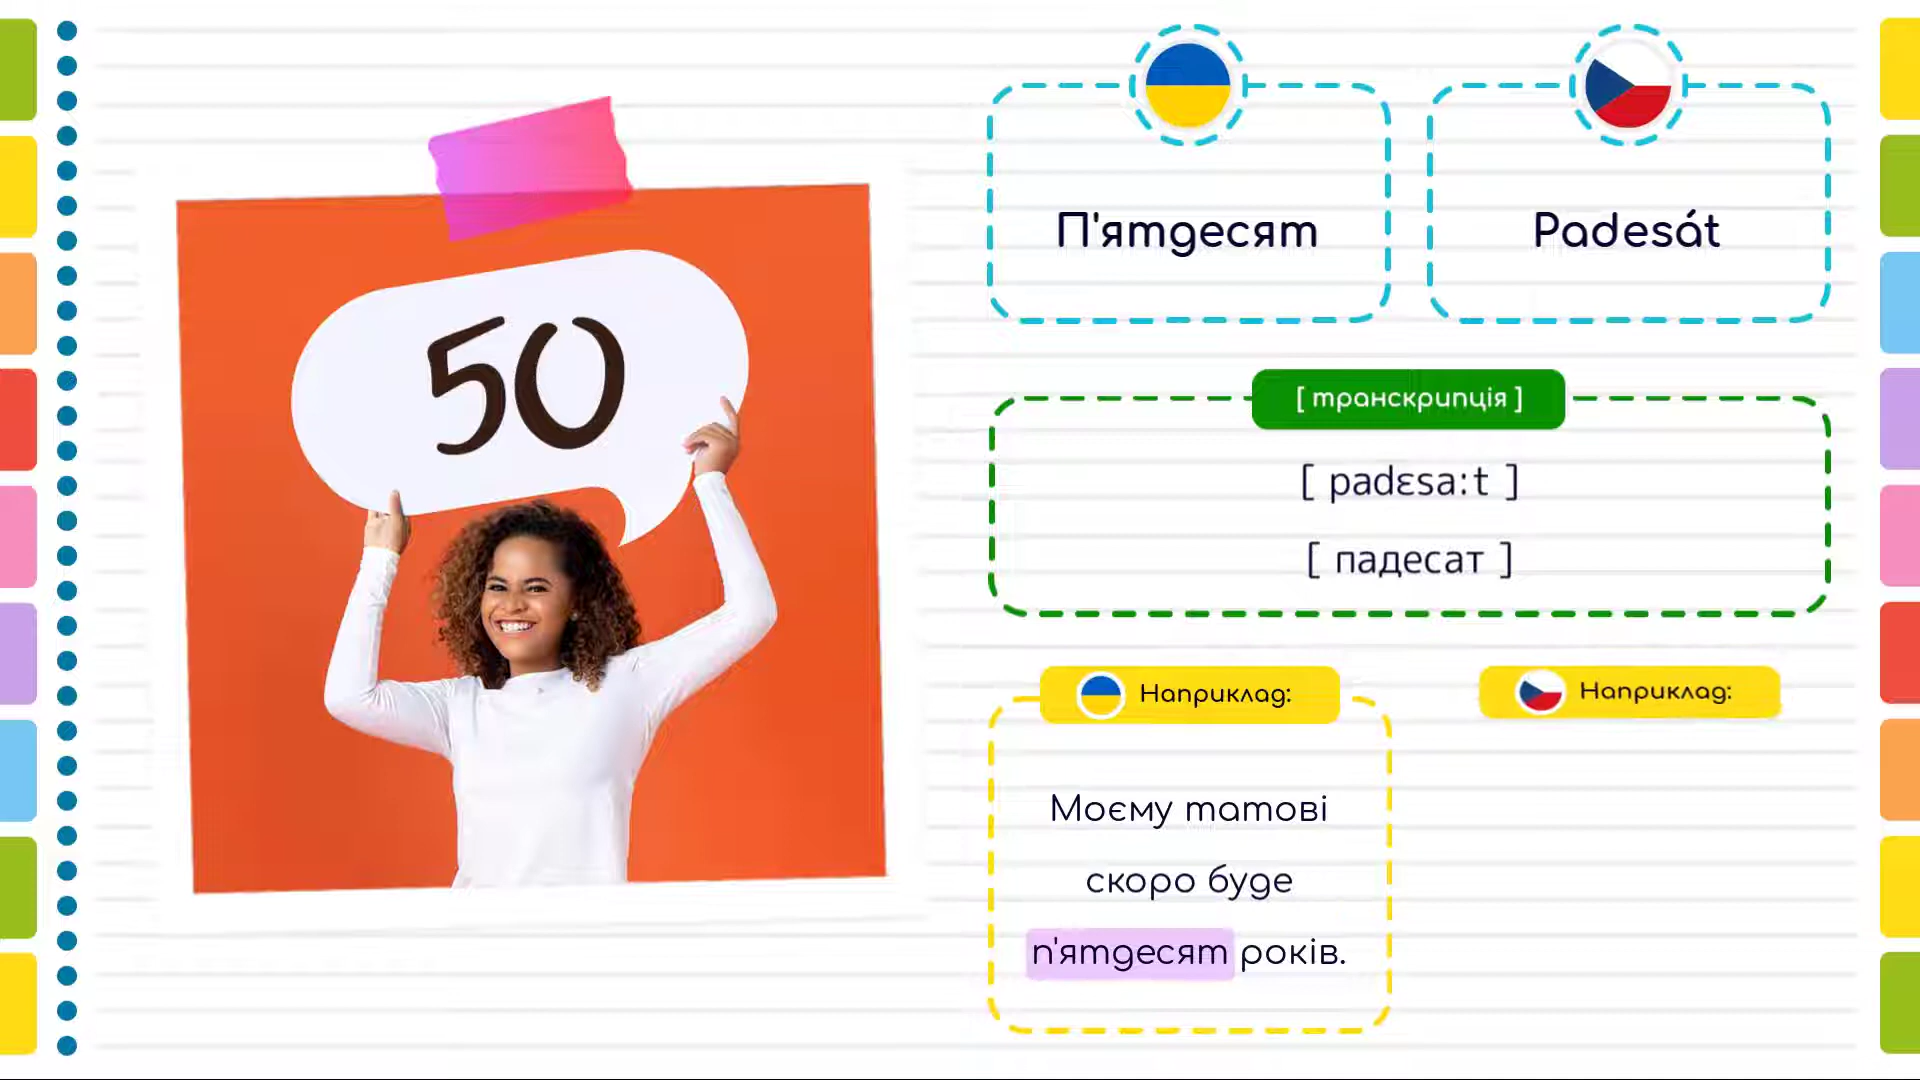 50
П'ятдесят
Padesát
[ транскрипція ]
[ padɛsa:t ]
[ падесат ]
Наприклад:
Моєму татові
скоро буде
п'ятдесят років.
Наприклад: